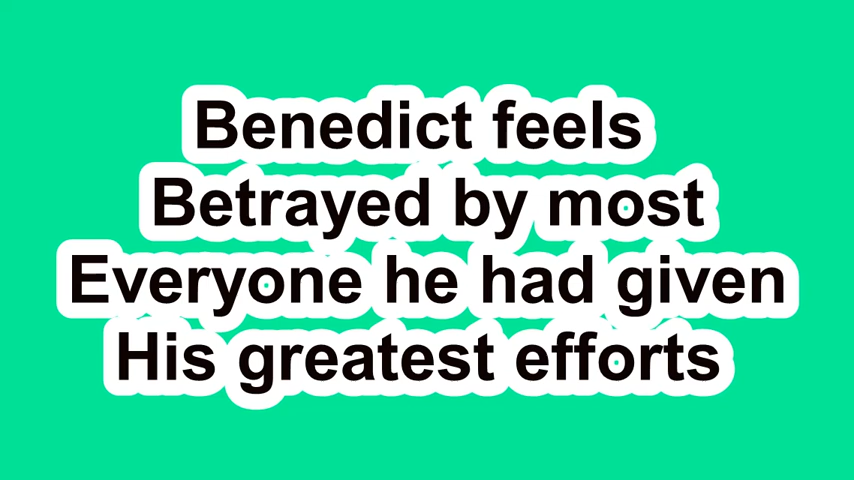 Benedict feels
Betrayed by most
Everyone he had given
His greatest efforts